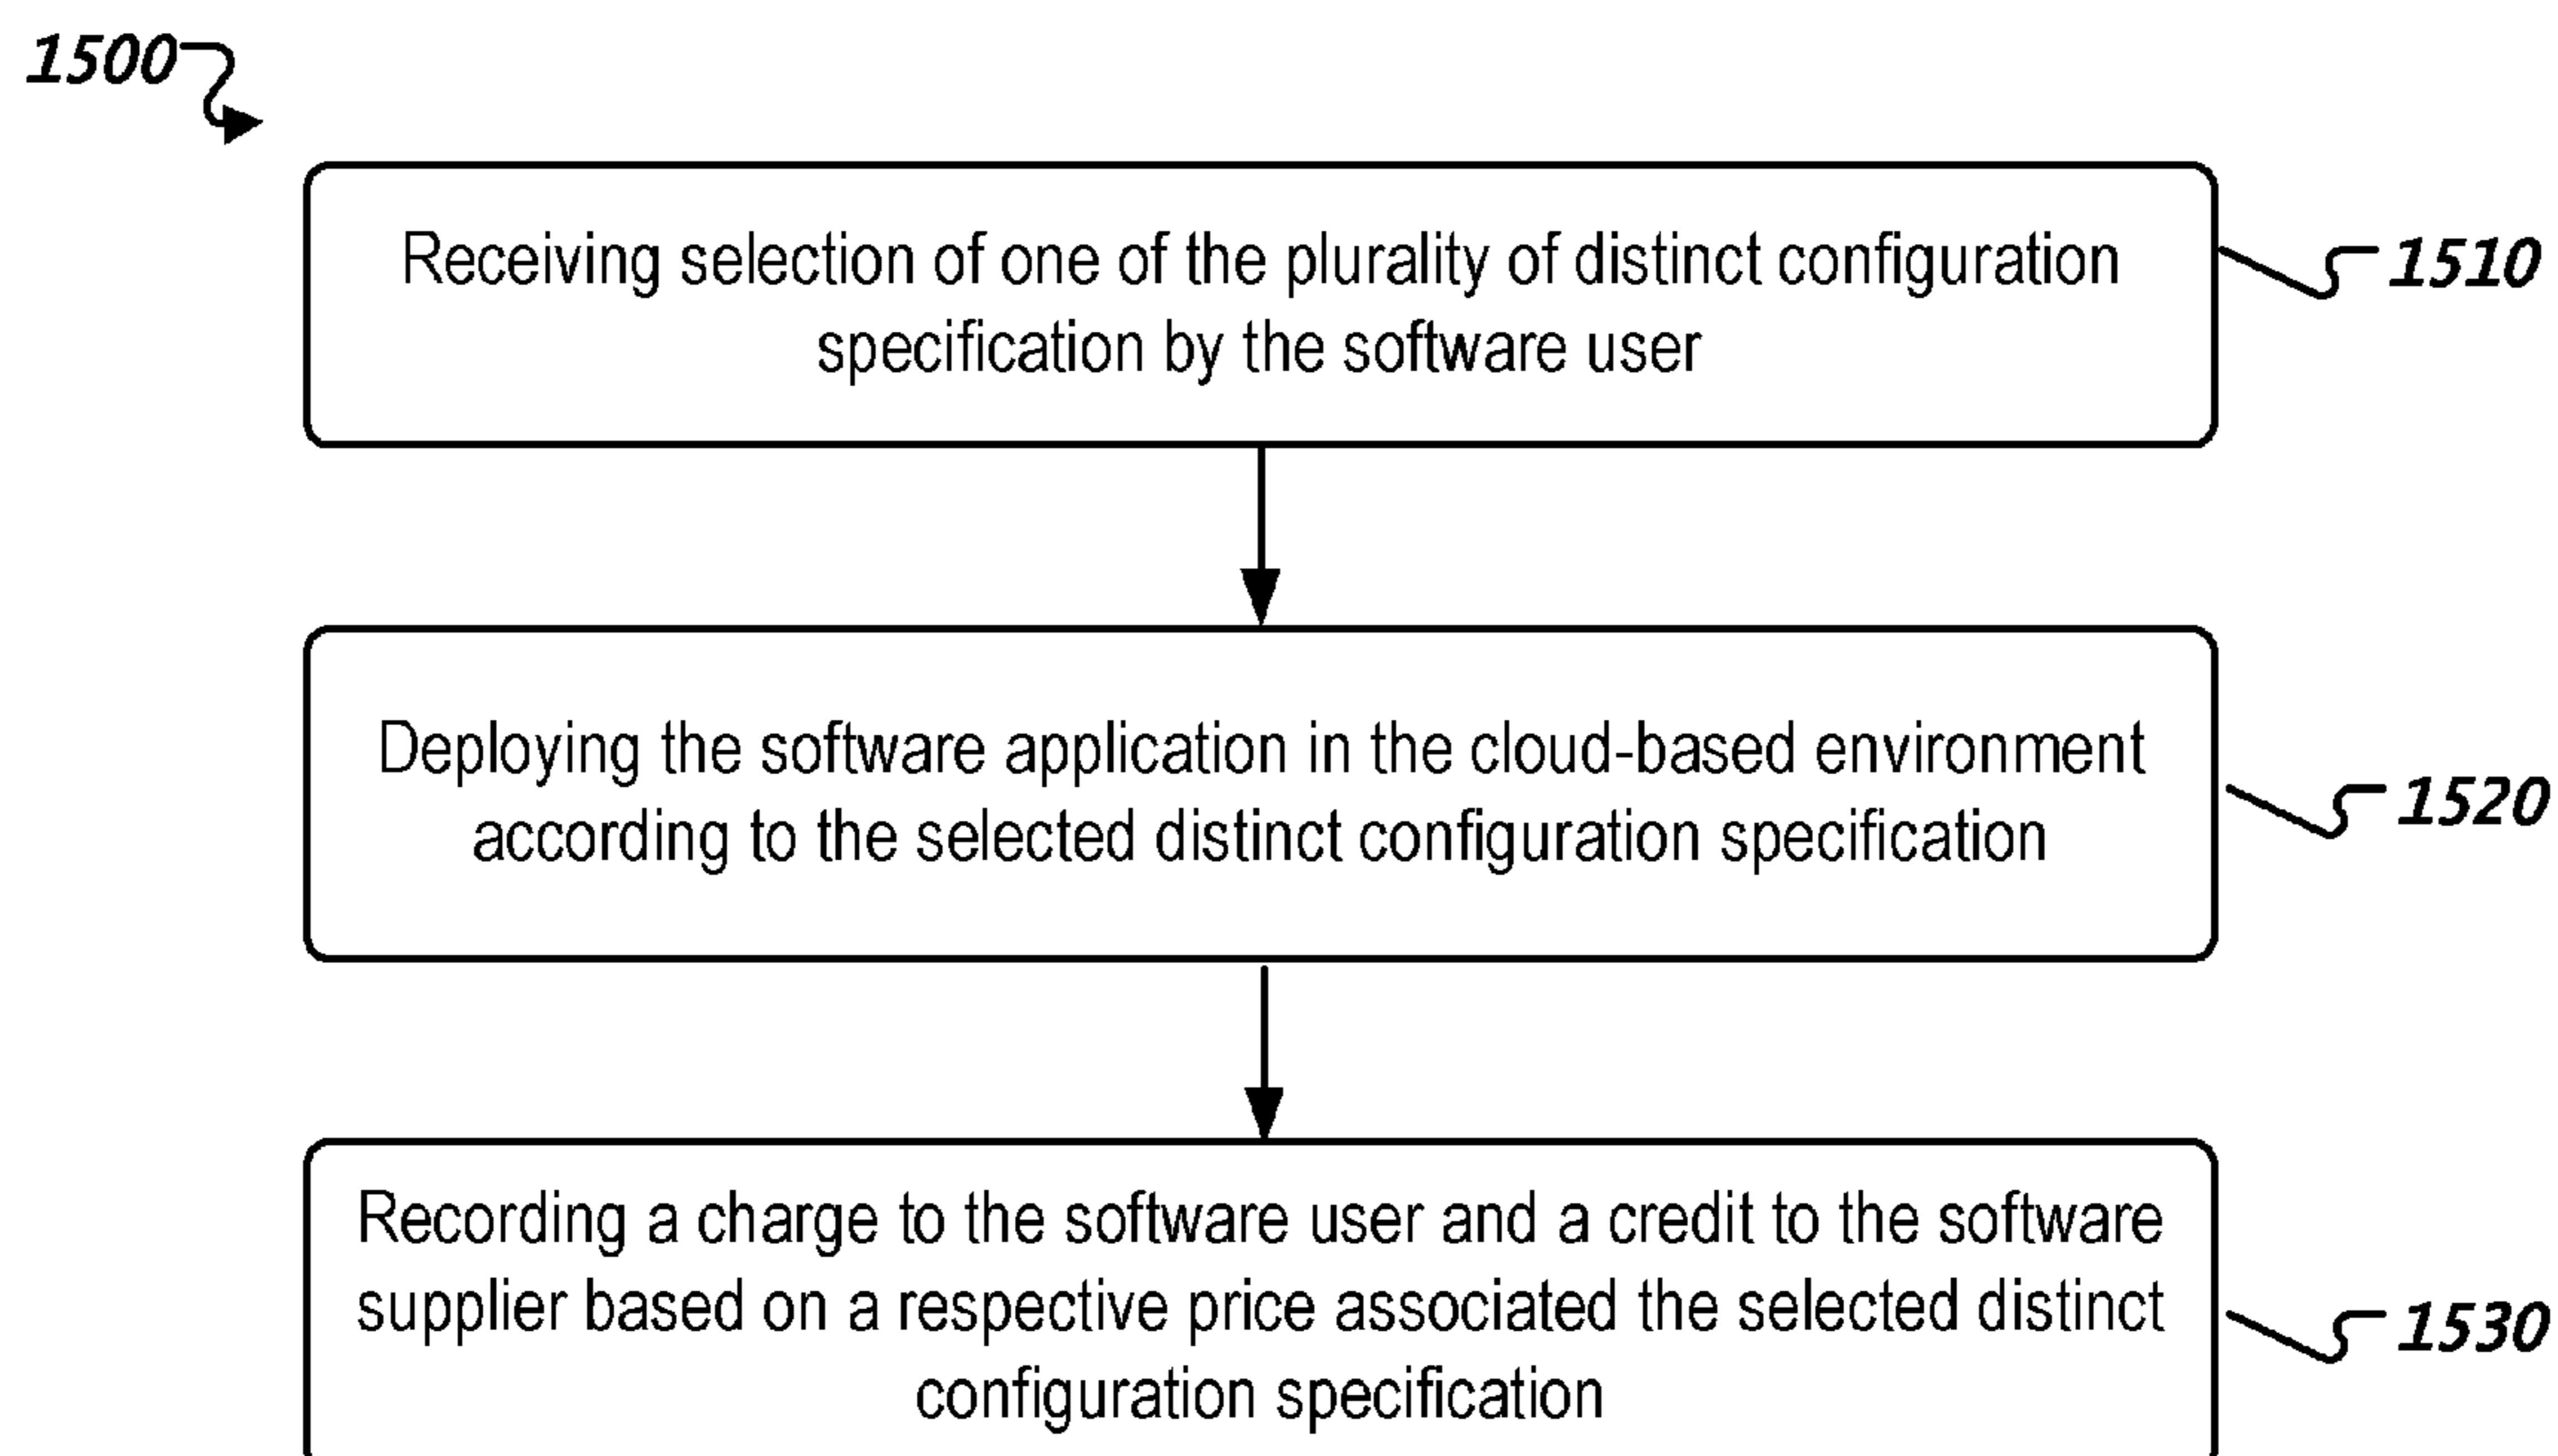 1500
Receiving selection of one of the plurality of distinct configuration
specification by the software user
1510
Deploying the software application in the cloud-based environment
according to the selected distinct configuration specification
1520
Recording a charge to the software user and a credit to the software
supplier based on a respective price associated the selected distinct
configuration specification
1530